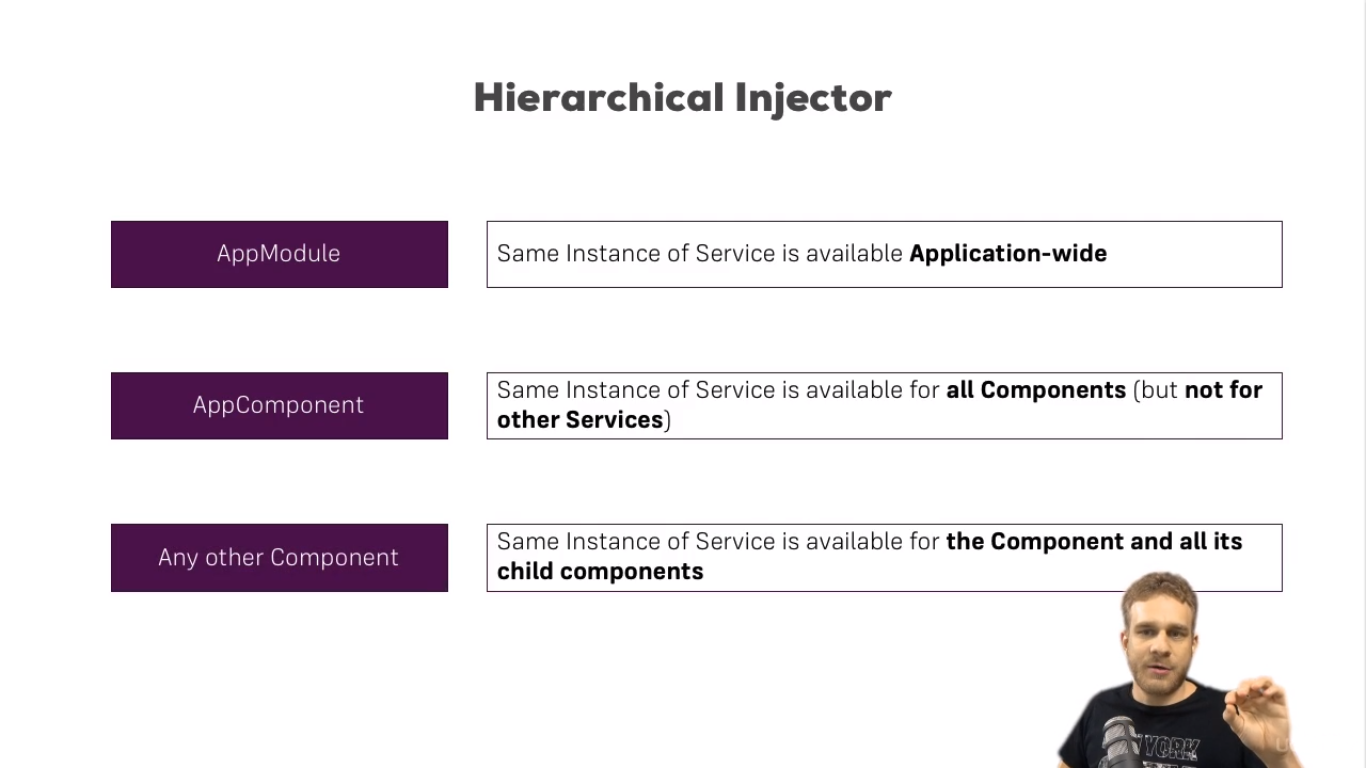 Hierarchical Injector
AppModule
Same Instance of Service is available Application-wide
AppComponent
Same Instance of Service is available for all Components (but not for
other Services)
Any other Component
Same Instance of Service is available for the Component and all its
child components
YORK